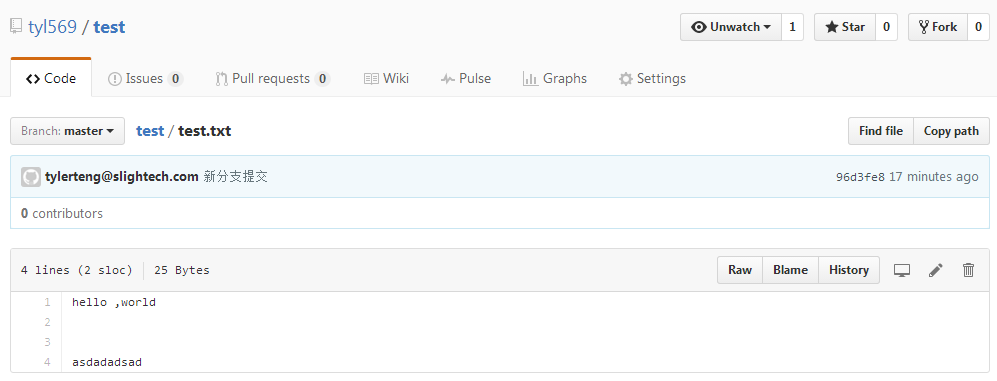 tyl569 / test
Unwatch 1 Star 0 Fork 0
Code Issues 0 Pull requests 0 Wiki Pulse Graphs Settings
Branch: master test / test.txt Find file Copy path
tylerteng@slightech.com 新分支提交 96d3fe8 17 minutes ago
0 contributors
4 lines (2 sloc) 25 Bytes Raw Blame History
1 hello ,world
2
3
4 asdadadsad